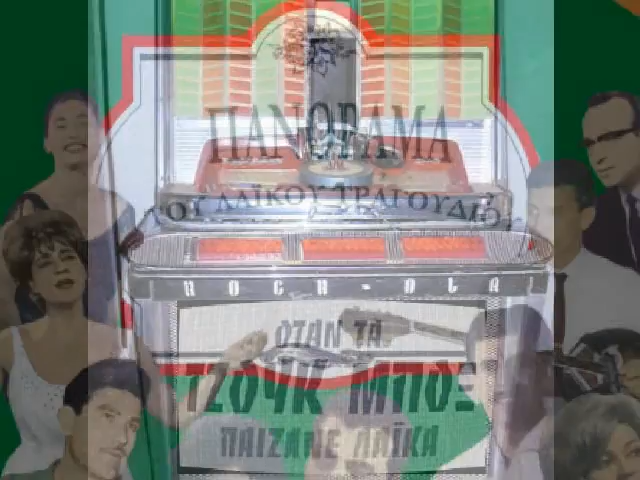 ΠΑΝΟΡΑΜΑ
ΤΟΥ ΛΑΪΚΟΥ ΤΡΑΓΟΥΔΙΟΥ
ROCK-OLA
ΟΤΑΝ ΤΑ
ΤΖΟΥΚ ΜΠΟΞ
ΠΑΙΖΑΝΕ ΛΑΪΚΑ